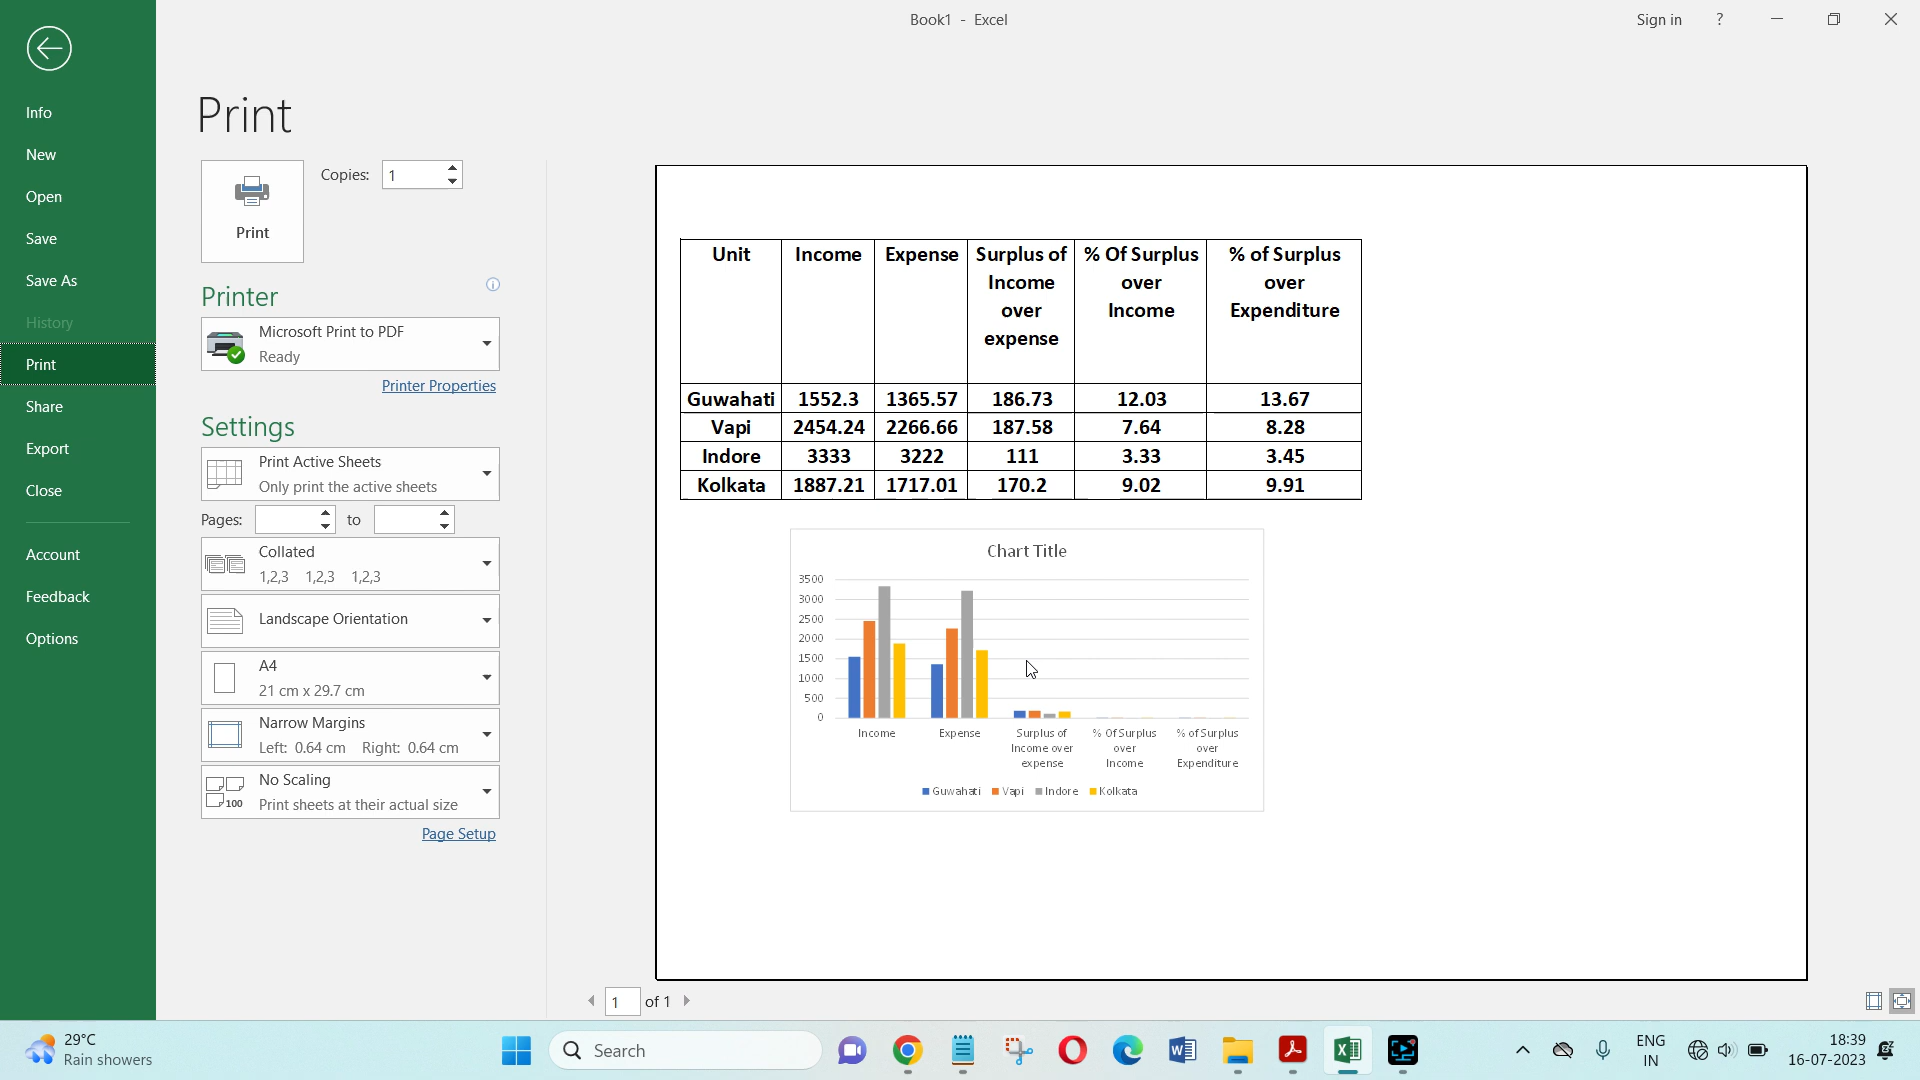 Book1 - Excel
Sign in ?
Info
New
Open
Save
Save As
History
Print
Share
Export
Close
Account
Feedback
Options
Print
Print
Copies: 1
Printer
Microsoft Print to PDF
Ready
Printer Properties
Settings
Print Active Sheets
Only print the active sheets
Pages: to
Collated
1,2,3 1,2,3 1,2,3
Landscape Orientation
A4
21 cm x 29.7 cm
Narrow Margins
Left: 0.64 cm Right: 0.64 cm
No Scaling
Print sheets at their actual size
100
Page Setup
Unit Income Expense Surplus of % Of Surplus % of Surplus
Income over over
over Income Expenditure
expense
Guwahati 1552.3 1365.57 186.73 12.03 13.67
Vapi 2454.24 2266.66 187.58 7.64 8.28
Indore 3333 3222 111 3.33 3.45
Kolkata 1887.21 1717.01 170.2 9.02 9.91
Chart Title
3500
3000
2500
2000
1500
1000
500
0
Income Expense Surplus of % Of Surplus % of Surplus
Income over over over
expense Income Expenditure
Guwahati Vapi Indore Kolkata
1 of 1
29°C
Rain showers
Search
ENG
IN
18:39
16-07-2023